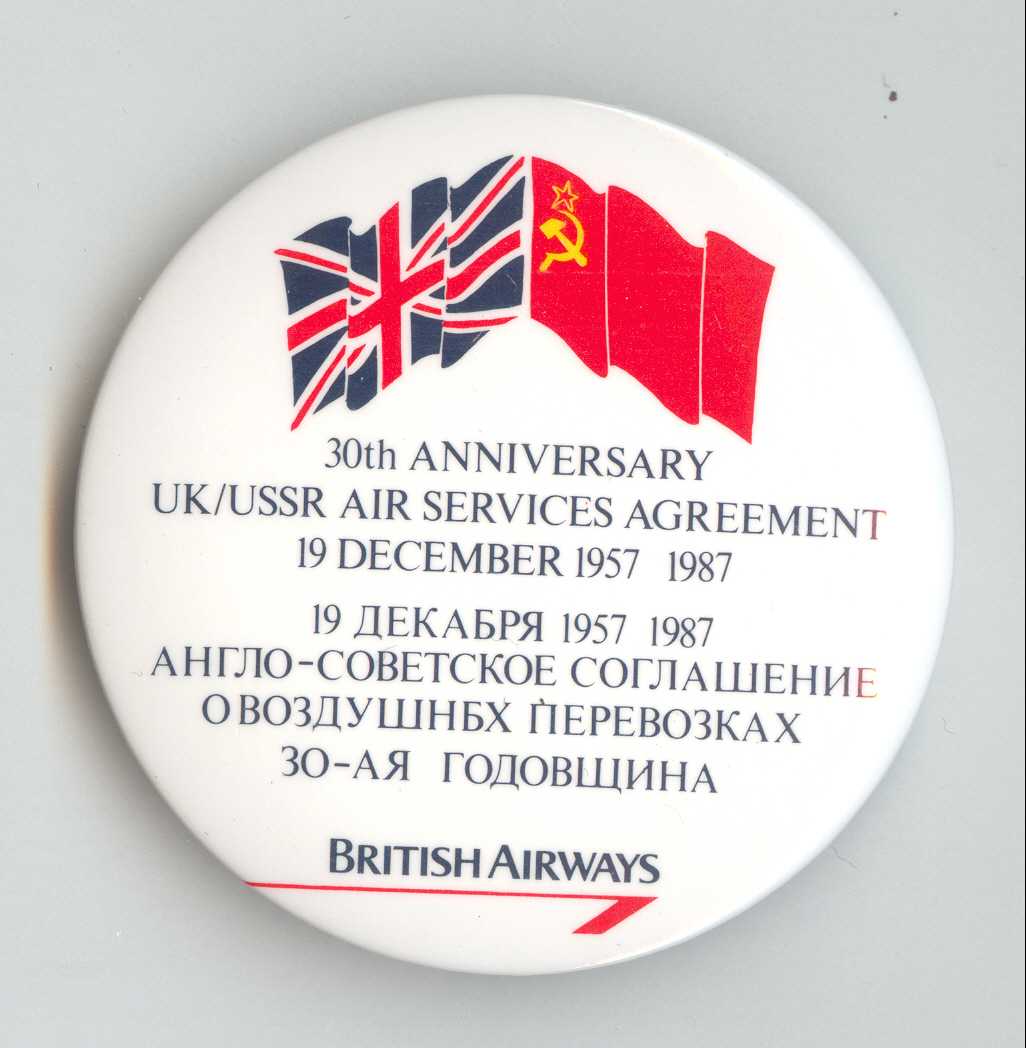 30th ANNIVERSARY
UK/USSR AIR SERVICES AGREEMENT
19 DECEMBER 1957 1987
19 ДЕКАБРЯ 1957 1987
АНГЛО-СОВЕТСКОЕ СОГЛАШЕНИЕ
О ВОЗДУШНБХ ПЕРЕВОЗКАХ
30-АЯ ГОДОВЩИНА
BRITISH AIRWAYS